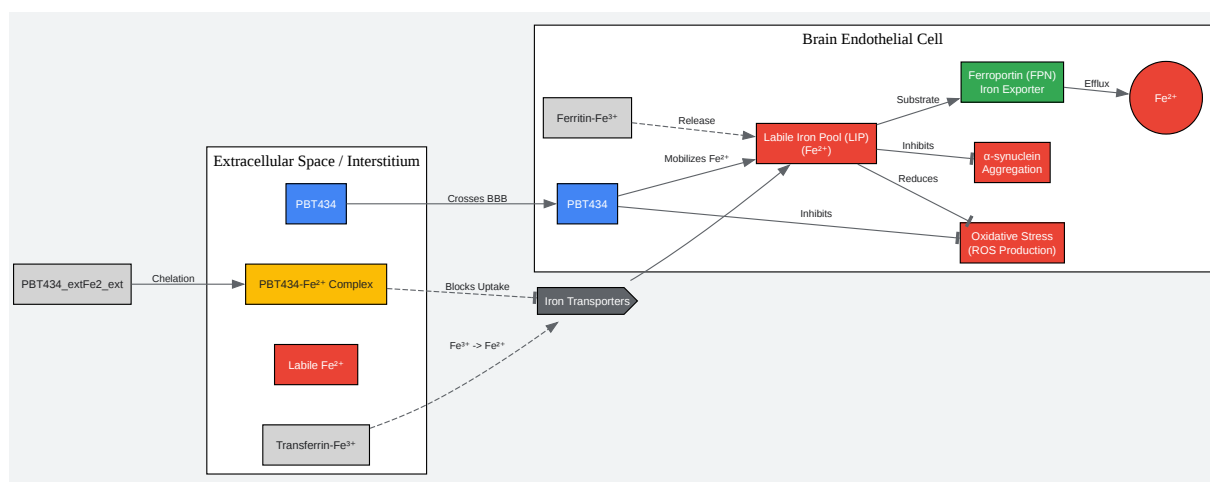 Brain Endothelial Cell
Ferroportin (FPN)
Iron Exporter
Efflux
Fe²⁺
Substrate
Ferritin-Fe³⁺
Release
Labile Iron Pool (LIP)
(Fe²⁺)
Inhibits
α-synuclein
Aggregation
Mobilizes Fe²⁺
Reduces
Extracellular Space / Interstitium
PBT434
Crosses BBB
PBT434
Inhibits
Oxidative Stress
(ROS Production)
PBT434_extFe2_ext
Chelation
PBT434-Fe²⁺ Complex
Blocks Uptake
Iron Transporters
Labile Fe²⁺
Fe³⁺ -> Fe²⁺
Transferrin-Fe³⁺